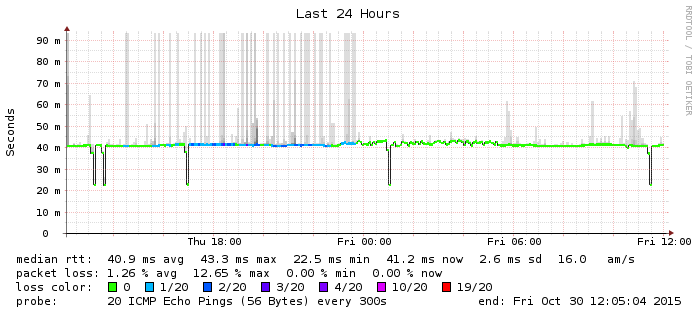 Last 24 Hours
RRDTOOL / TOBI OETIKER
Seconds
90 m
80 m
70 m
60 m
50 m
40 m
30 m
20 m
10 m
0
Thu 18:00 Fri 00:00 Fri 06:00 Fri 12:00
median rtt: 40.9 ms avg 43.3 ms max 22.5 ms min 41.2 ms now 2.6 ms sd 16.0 am/s
packet loss: 1.26 % avg 12.65 % max 0.00 % min 0.00 % now
loss color: 0 1/20 2/20 3/20 4/20 10/20 19/20
probe: 20 ICMP Echo Pings (56 Bytes) every 300s end: Fri Oct 30 12:05:04 2015